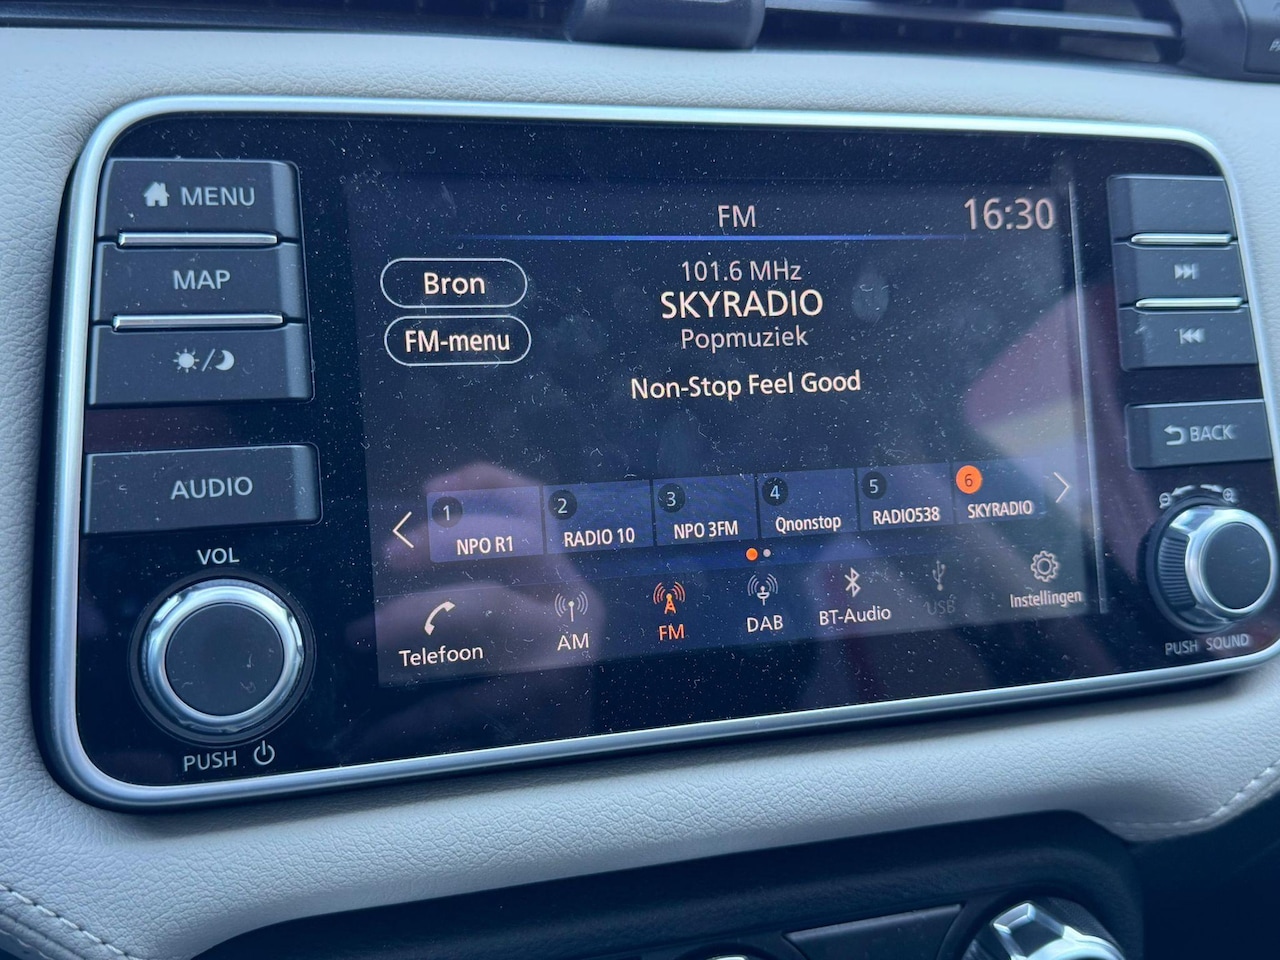 MENU
MAP
AUDIO
VOL
PUSH
FM
16:30
Bron
FM-menu
101.6 MHz
SKYRADIO
Popmuziek
Non-Stop Feel Good
1 NPO R1
2 RADIO 10
3 NPO 3FM
4 Qnonstop
5 RADIO538
6 SKYRADIO
Telefoon
AM
FM
DAB
BT-Audio
USB
Instellingen
BACK
PUSH SOUND